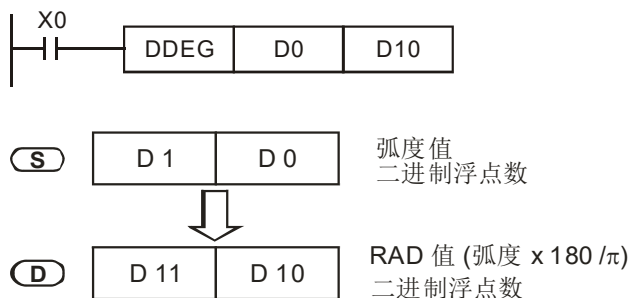 X0
DDEG D0 D10
S D 1 D 0 弧度值
二进制浮点数
D D 11 D 10 RAD 值 (弧度 x 180 /π)
二进制浮点数